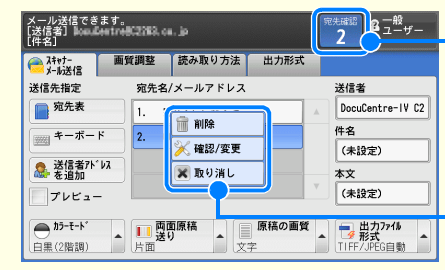 メール送信できます。
[送信者]
[件名]
宛先確認
2
一般
ユーザー
スキャナー
メール送信
画質調整
読み取り方法
出力形式
送信先指定
宛先名/メールアドレス
送信者
宛先表
1.
DocuCentre-IV C2
削除
キーボード
2.
確認/変更
件名
(未設定)
送信者ｱﾄﾞﾚｽ
を追加
取り消し
本文
プレビュー
(未設定)
ｶﾗｰﾓｰﾄﾞ
白黒(2階調)
両面原稿
送り
片面
原稿の画質
文字
出力ﾌｧｲﾙ
形式
TIFF/JPEG自動